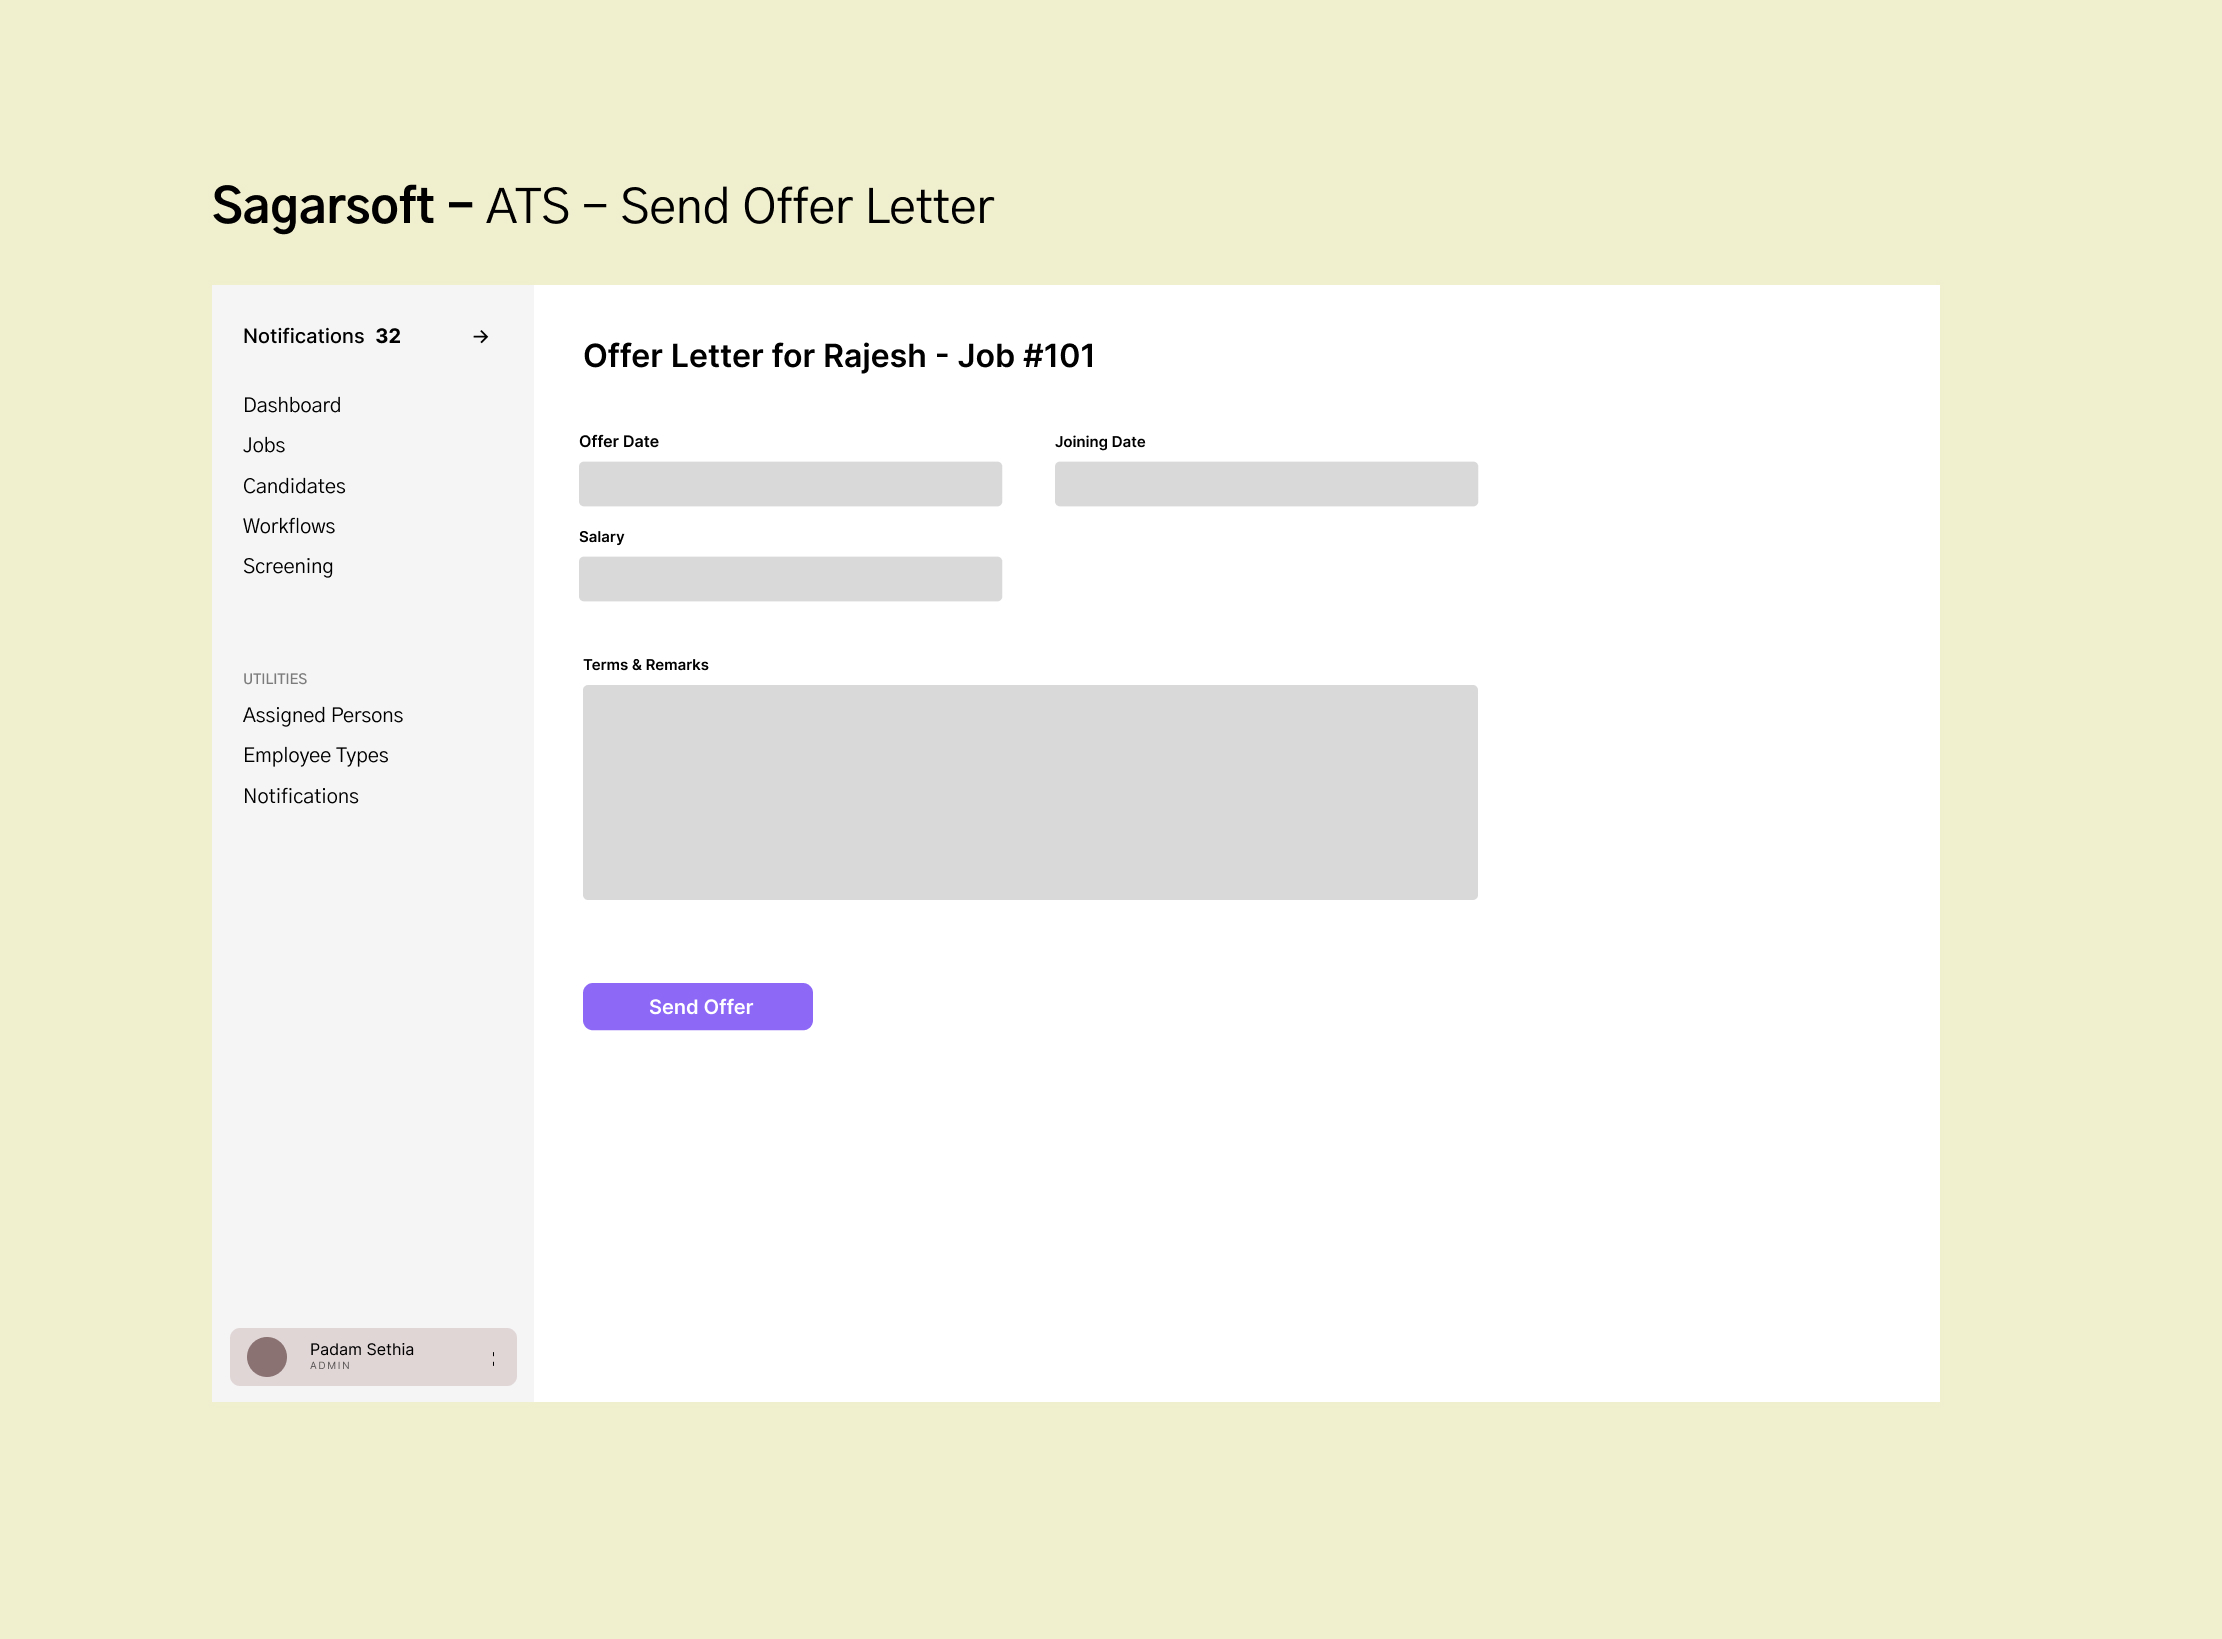 Sagarsoft – ATS – Send Offer Letter
Notifications 32 →
Dashboard
Jobs
Candidates
Workflows
Screening
UTILITIES
Assigned Persons
Employee Types
Notifications
Padam Sethia
ADMIN
Offer Letter for Rajesh - Job #101
Offer Date
Joining Date
Salary
Terms & Remarks
Send Offer